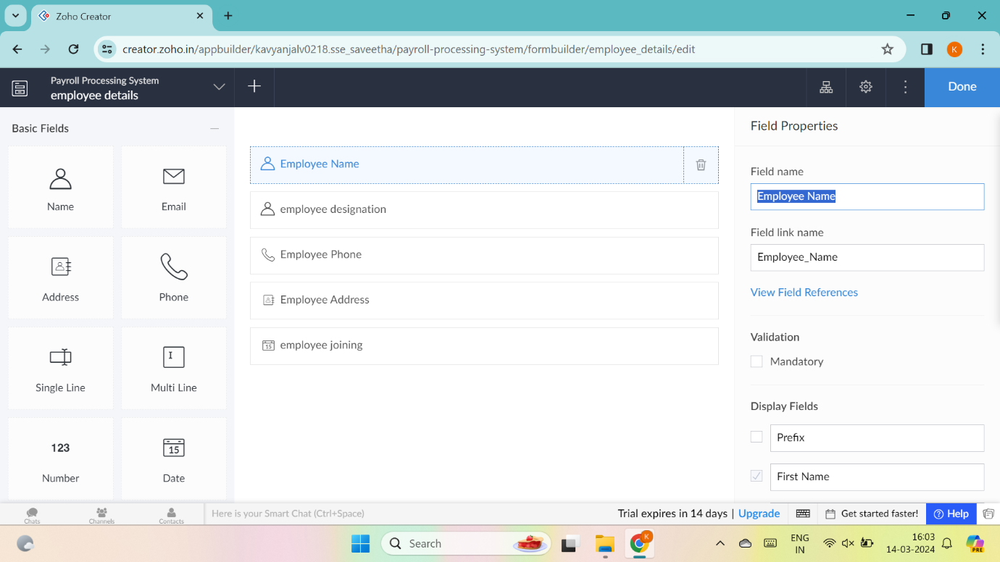 Zoho Creator
creator.zoho.in/appbuilder/kavyanjalv0218.sse_saveetha/payroll-processing-system/formbuilder/employee_details/edit
K
Payroll Processing System
employee details
Done
Basic Fields
Name
Email
Address
Phone
Single Line
Multi Line
123
Number
15
Date
Employee Name
employee designation
Employee Phone
Employee Address
15 employee joining
Field Properties
Field name
Employee Name
Field link name
Employee_Name
View Field References
Validation
Mandatory
Display Fields
Prefix
First Name
Chats
Channels
Contacts
Here is your Smart Chat (Ctrl+Space)
Trial expires in 14 days | Upgrade
Get started faster!
? Help
Search
K
ENG
IN
16:03
14-03-2024
PRE